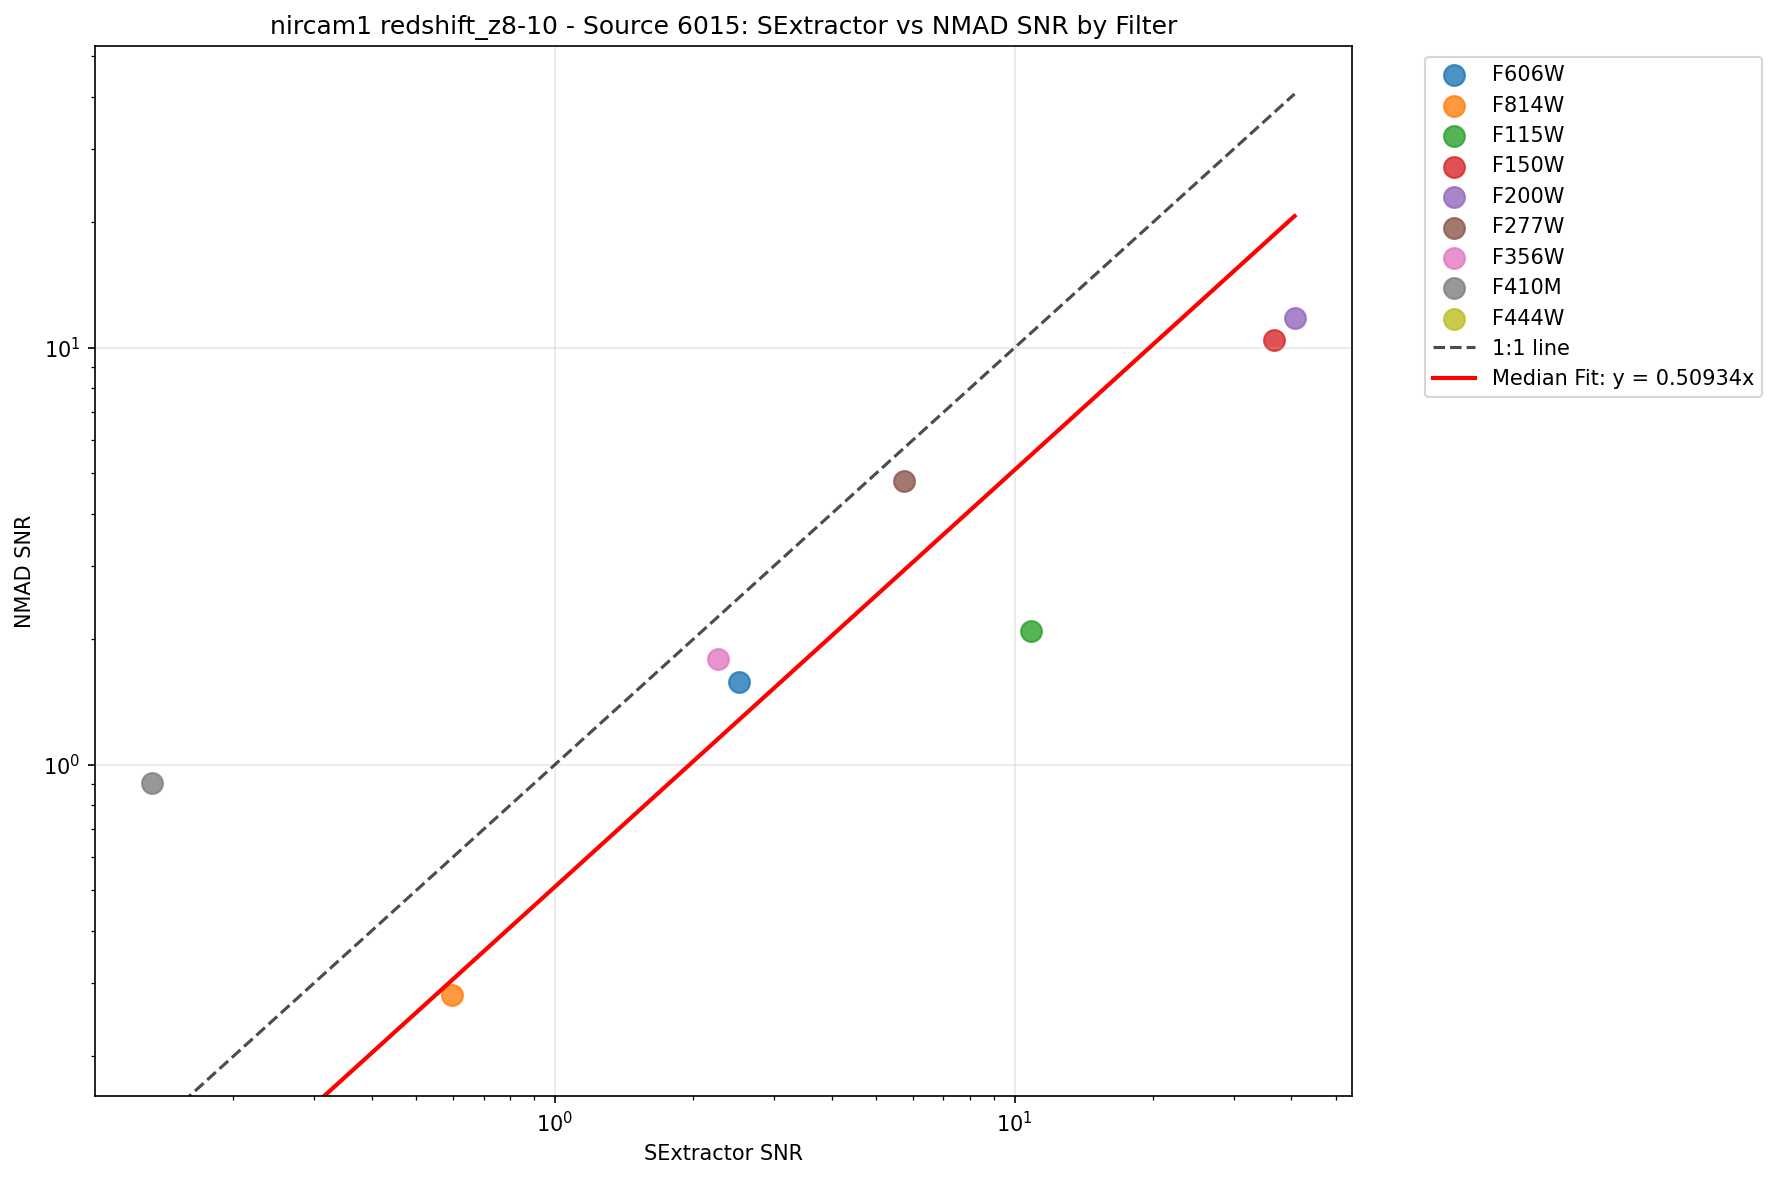 nircam1 redshift_z8-10 - Source 6015: SExtractor vs NMAD SNR by Filter
F606W
F814W
F115W
F150W
F200W
F277W
F356W
F410M
F444W
1:1 line
Median Fit: y = 0.50934x
NMAD SNR
10¹
10⁰
10⁰
10¹
SExtractor SNR